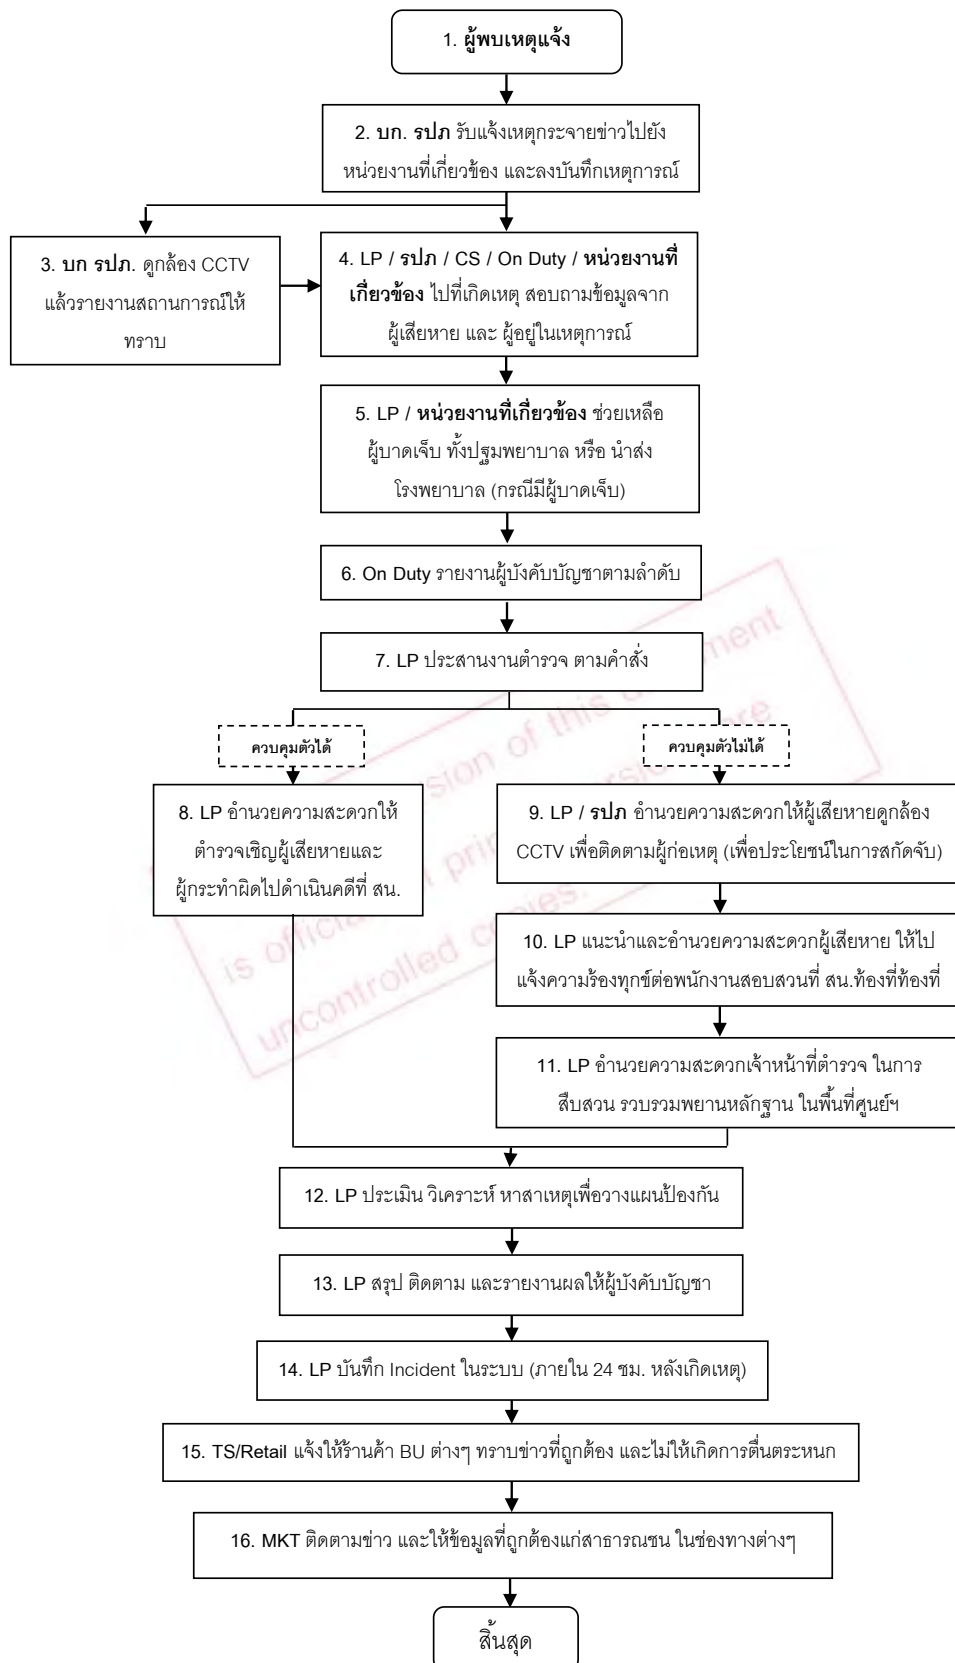 1. ผู้พบเหตุแจ้ง
2. บก. รปภ รับแจ้งเหตุกระจายข่าวไปยัง
หน่วยงานที่เกี่ยวข้อง และลงบันทึกเหตุการณ์
3. บก รปภ. ดูกล้อง CCTV
แล้วรายงานสถานการณ์ให้
ทราบ
4. LP / รปภ / CS / On Duty / หน่วยงานที่
เกี่ยวข้อง ไปที่เกิดเหตุ สอบถามข้อมูลจาก
ผู้เสียหาย และ ผู้อยู่ในเหตุการณ์
5. LP / หน่วยงานที่เกี่ยวข้อง ช่วยเหลือ
ผู้บาดเจ็บ ทั้งปฐมพยาบาล หรือ นำส่ง
โรงพยาบาล (กรณีมีผู้บาดเจ็บ)
6. On Duty รายงานผู้บังคับบัญชาตามลำดับ
7. LP ประสานงานตำรวจ ตามคำสั่ง
ควบคุมตัวได้
ควบคุมตัวไม่ได้
8. LP อำนวยความสะดวกให้
ตำรวจเชิญผู้เสียหายและ
ผู้กระทำผิดไปดำเนินคดีที่ สน.
9. LP / รปภ อำนวยความสะดวกให้ผู้เสียหายดูกล้อง
CCTV เพื่อติดตามผู้ก่อเหตุ (เพื่อประโยชน์ในการสกัดจับ)
10. LP แนะนำและอำนวยความสะดวกผู้เสียหาย ให้ไป
แจ้งความร้องทุกข์ต่อพนักงานสอบสวนที่ สน.ท้องที่ท้องที่
11. LP อำนวยความสะดวกเจ้าหน้าที่ตำรวจ ในการ
สืบสวน รวบรวมพยานหลักฐาน ในพื้นที่ศูนย์ฯ
12. LP ประเมิน วิเคราะห์ หาสาเหตุเพื่อวางแผนป้องกัน
13. LP สรุป ติดตาม และรายงานผลให้ผู้บังคับบัญชา
14. LP บันทึก Incident ในระบบ (ภายใน 24 ชม. หลังเกิดเหตุ)
15. TS/Retail แจ้งให้ร้านค้า BU ต่างๆ ทราบข่าวที่ถูกต้อง และไม่ให้เกิดการตื่นตระหนก
16. MKT ติดตามข่าว และให้ข้อมูลที่ถูกต้องแก่สาธารณชน ในช่องทางต่างๆ
สิ้นสุด
of this
is official
uncontrolled